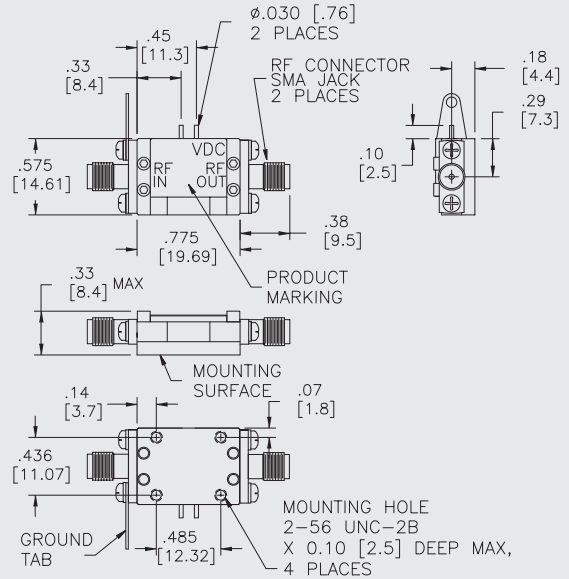 ø.030 [.76]
2 PLACES
.45
[11.3]
.33
[8.4]
RF CONNECTOR
SMA JACK
2 PLACES
.18
[4.4]
.29
[7.3]
.10
[2.5]
.575
[14.61]
VDC
RF
IN
RF
OUT
.775
[19.69]
.38
[9.5]
PRODUCT
MARKING
.33
[8.4] MAX
MOUNTING
SURFACE
.14
[3.7]
.07
[1.8]
.436
[11.07]
.485
[12.32]
GROUND
TAB
MOUNTING HOLE
2-56 UNC-2B
X 0.10 [2.5] DEEP MAX,
4 PLACES